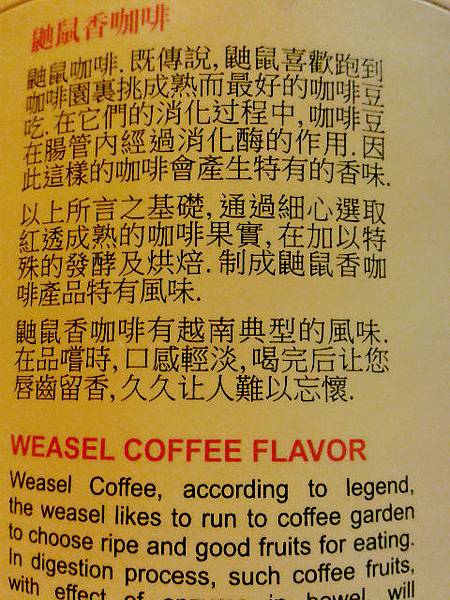 鼬鼠香咖啡
鼬鼠咖啡.既傳說,鼬鼠喜歡跑到
咖啡園裏挑成熟而最好的咖啡豆
吃.在它們的消化过程中,咖啡豆
在腸管內經過消化酶的作用.因
此這樣的咖啡會產生特有的香味.
以上所言之基礎,通過細心選取
紅透成熟的咖啡果實,在加以特
殊的發酵及烘焙.制成鼬鼠香咖
啡產品特有風味.
鼬鼠香咖啡有越南典型的風味.
在品嚐時,口感輕淡,喝完后让您
唇齒留香,久久让人難以忘懷.
WEASEL COFFEE FLAVOR
Weasel Coffee, according to legend,
the weasel likes to run to coffee garden
to choose ripe and good fruits for eating.
In digestion process, such coffee fruits,
with effect of enzyme in bowel will